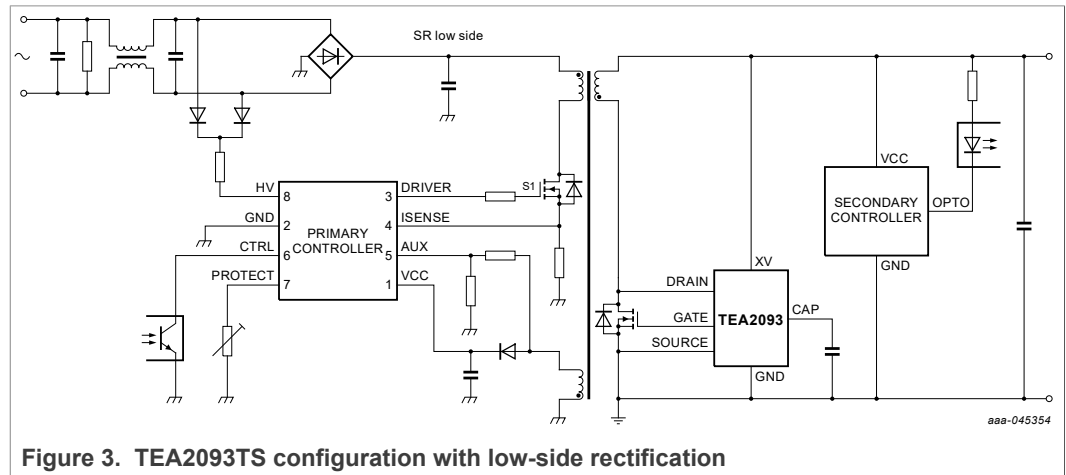 SR low side
HV
8
GND
2
CTRL
6
PROTECT
7
PRIMARY
CONTROLLER
3
DRIVER
4
ISENSE
5
AUX
1
VCC
S1
DRAIN
GATE
SOURCE
XV
TEA2093
CAP
GND
VCC
SECONDARY
CONTROLLER
OPTO
GND
aaa-045354
Figure 3. TEA2093TS configuration with low-side rectification